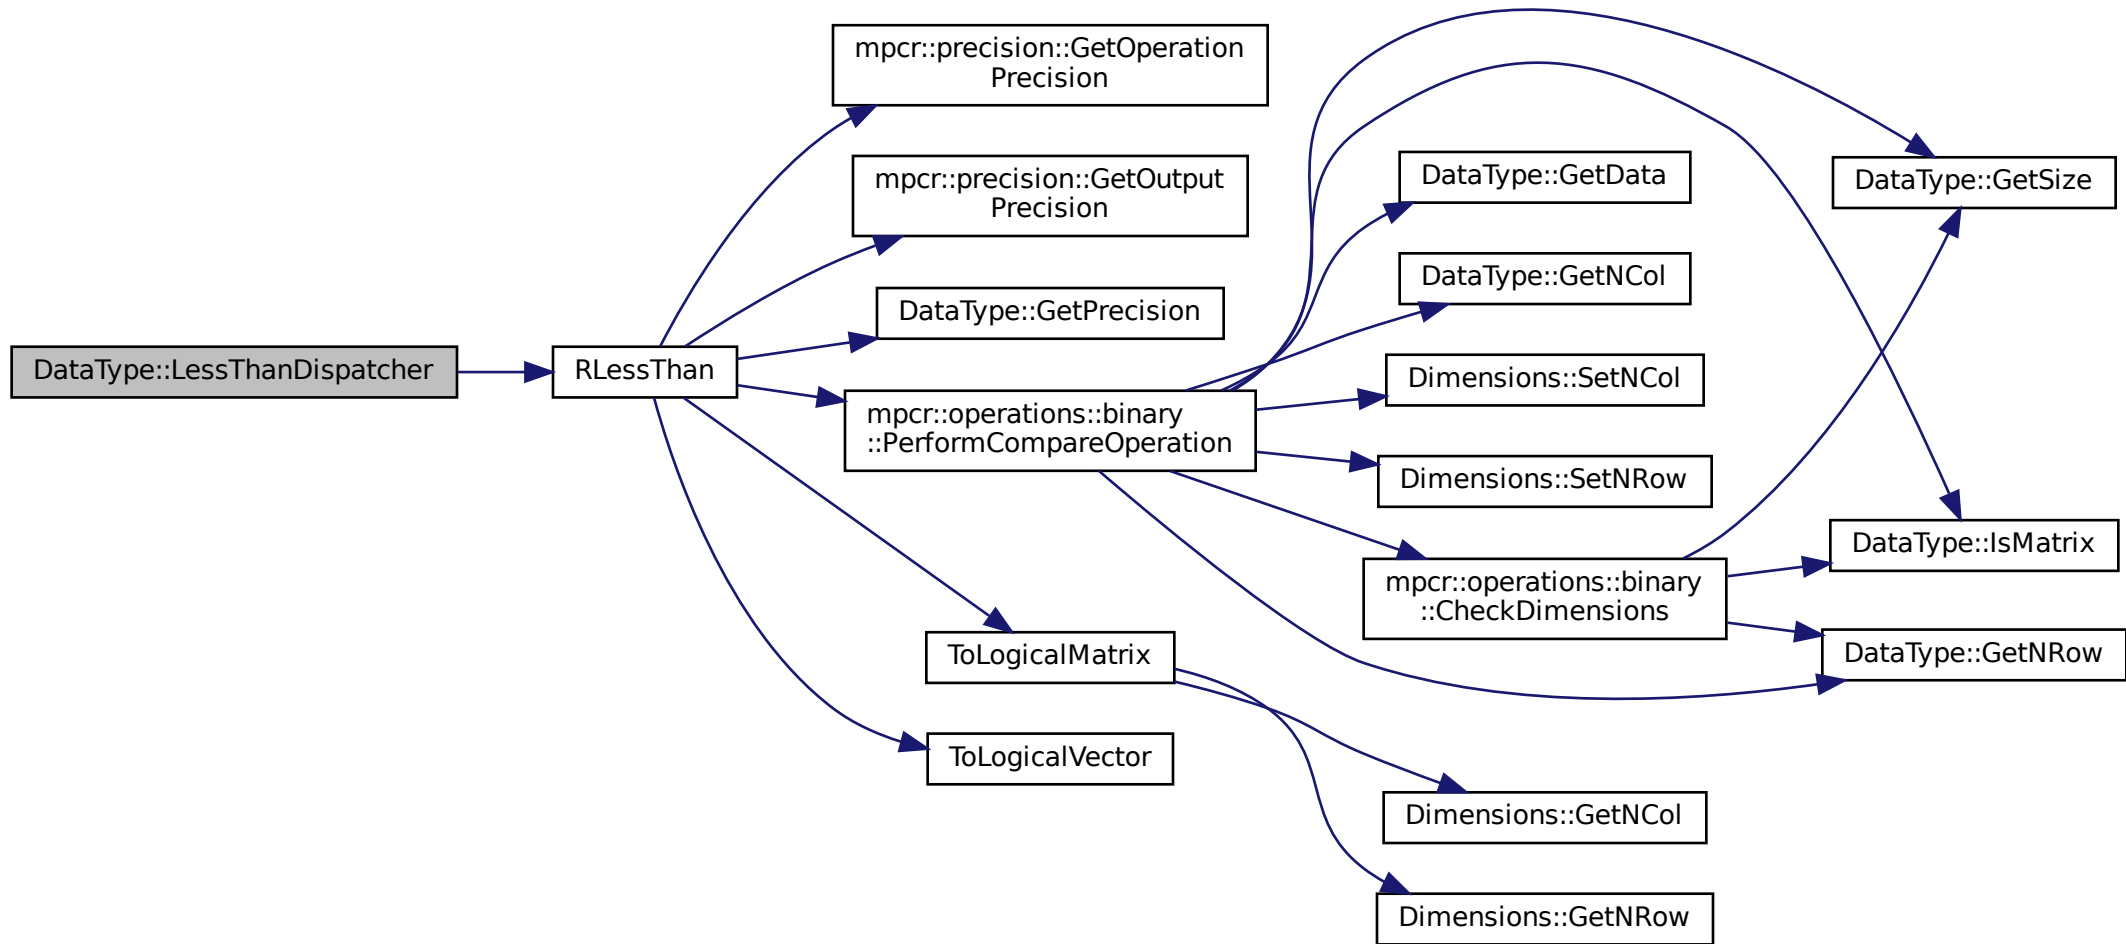 DataType::LessThanDispatcher
RLessThan
mpcr::precision::GetOperation
Precision
mpcr::precision::GetOutput
Precision
DataType::GetPrecision
mpcr::operations::binary
::PerformCompareOperation
ToLogicalMatrix
ToLogicalVector
DataType::GetData
DataType::GetNCol
Dimensions::SetNCol
Dimensions::SetNRow
mpcr::operations::binary
::CheckDimensions
Dimensions::GetNCol
Dimensions::GetNRow
DataType::GetSize
DataType::IsMatrix
DataType::GetNRow